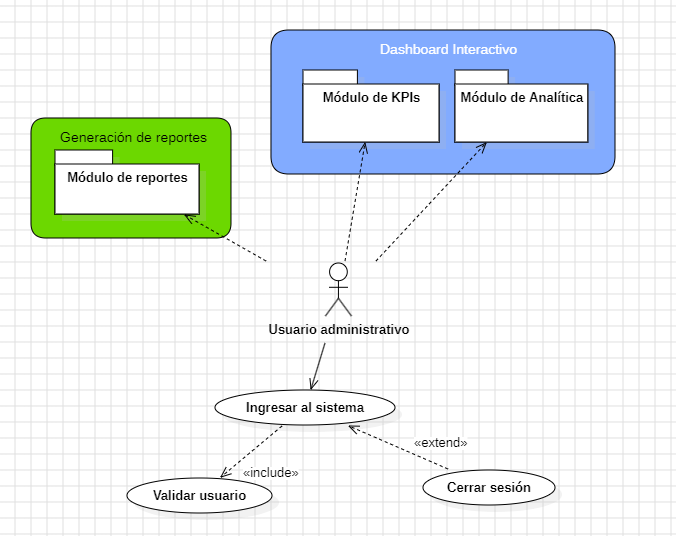 Dashboard Interactivo
Módulo de KPIs
Módulo de Analítica
Generación de reportes
Módulo de reportes
Usuario administrativo
Ingresar al sistema
«extend»
«include»
Validar usuario
Cerrar sesión